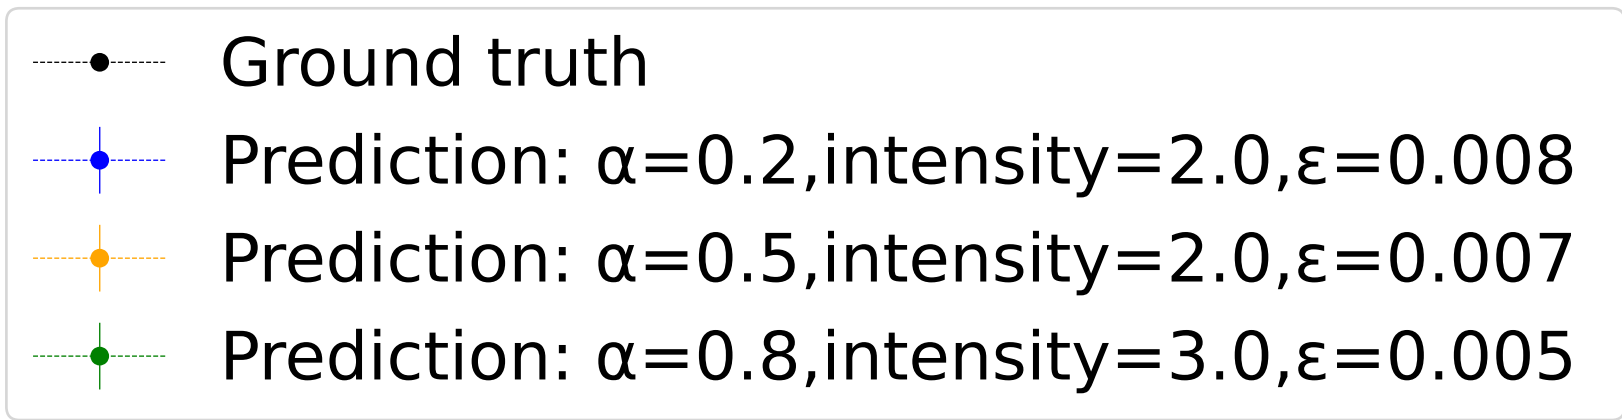 Ground truth
Prediction: α=0.2,intensity=2.0,ε=0.008
Prediction: α=0.5,intensity=2.0,ε=0.007
Prediction: α=0.8,intensity=3.0,ε=0.005